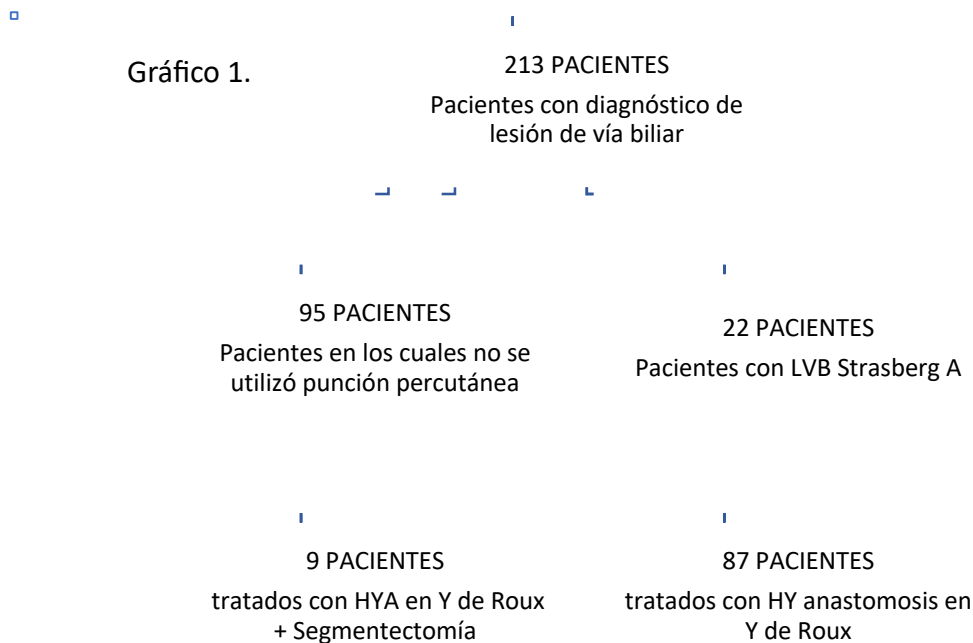 Gráfico 1.
213 PACIENTES
Pacientes con diagnóstico de
lesión de vía biliar
95 PACIENTES
Pacientes en los cuales no se
utilizó punción percutánea
22 PACIENTES
Pacientes con LVB Strasberg A
9 PACIENTES
tratados con HYA en Y de Roux
+ Segmentectomía
87 PACIENTES
tratados con HY anastomosis en
Y de Roux